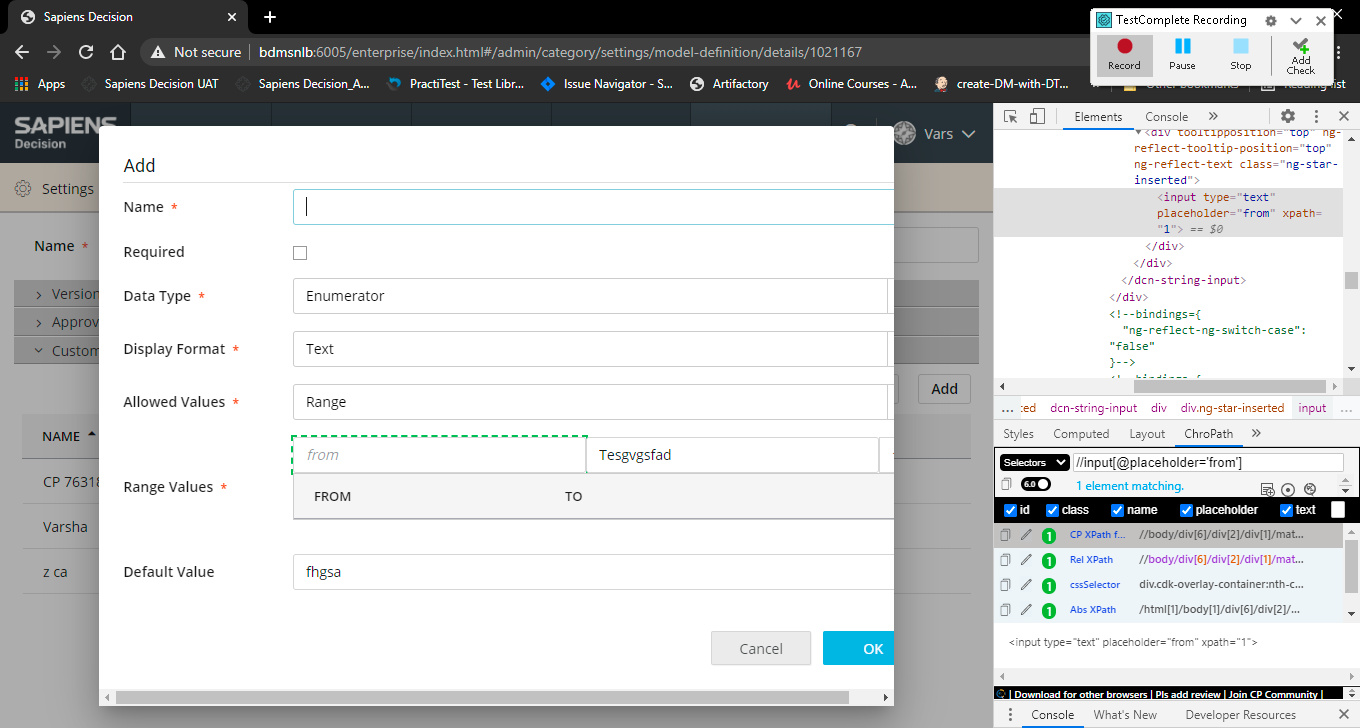 Sapiens Decision
TestComplete Recording
Record
Pause
Stop
Add
Check
Not secure
bdmsnlb:6005/enterprise/index.html#/admin/category/settings/model-definition/details/1021167
Apps
Sapiens Decision UAT
Sapiens Decision_A...
PractiTest - Test Libr...
Issue Navigator - S...
Artifactory
Online Courses - A...
create-DM-with-DT...
Other bookmarks
Reading list
SAPIENS
Decision
Vars
Settings
Name *
Version
Approv
Custom
Add
NAME
CP 76318
Varsha
z ca
Add
Name *
Required
Data Type *
Enumerator
Display Format *
Text
Allowed Values *
Range
from
Tesgvgsfad
Range Values *
FROM
TO
Default Value
fhgsa
Cancel
OK
Elements
Console
<div tooltipposition="top" ng-
reflect-tooltip-position="top"
ng-reflect-text class="ng-star-
inserted">
<input type="text"
placeholder="from" xpath=
"1"> == $0
</div>
</div>
</dcn-string-input>
</div>
<!--bindings={
"ng-reflect-ng-switch-case":
"false"
}-->
<!--bindings={
... :ed
dcn-string-input
div
div.ng-star-inserted
input
...
Styles
Computed
Layout
ChroPath
Selectors
//input[@placeholder='from']
6.0
1 element matching.
id
class
name
placeholder
text
1
CP XPath f...
//body/div[6]/div[2]/div[1]/mat...
1
Rel XPath
//body/div[6]/div[2]/div[1]/mat...
1
cssSelector
div.cdk-overlay-container:nth-c...
1
Abs XPath
/html[1]/body[1]/div[6]/div[2]/...
<input type="text" placeholder="from" xpath="1">
| Download for other browsers | Pls add review | Join CP Community |
Console
What's New
Developer Resources